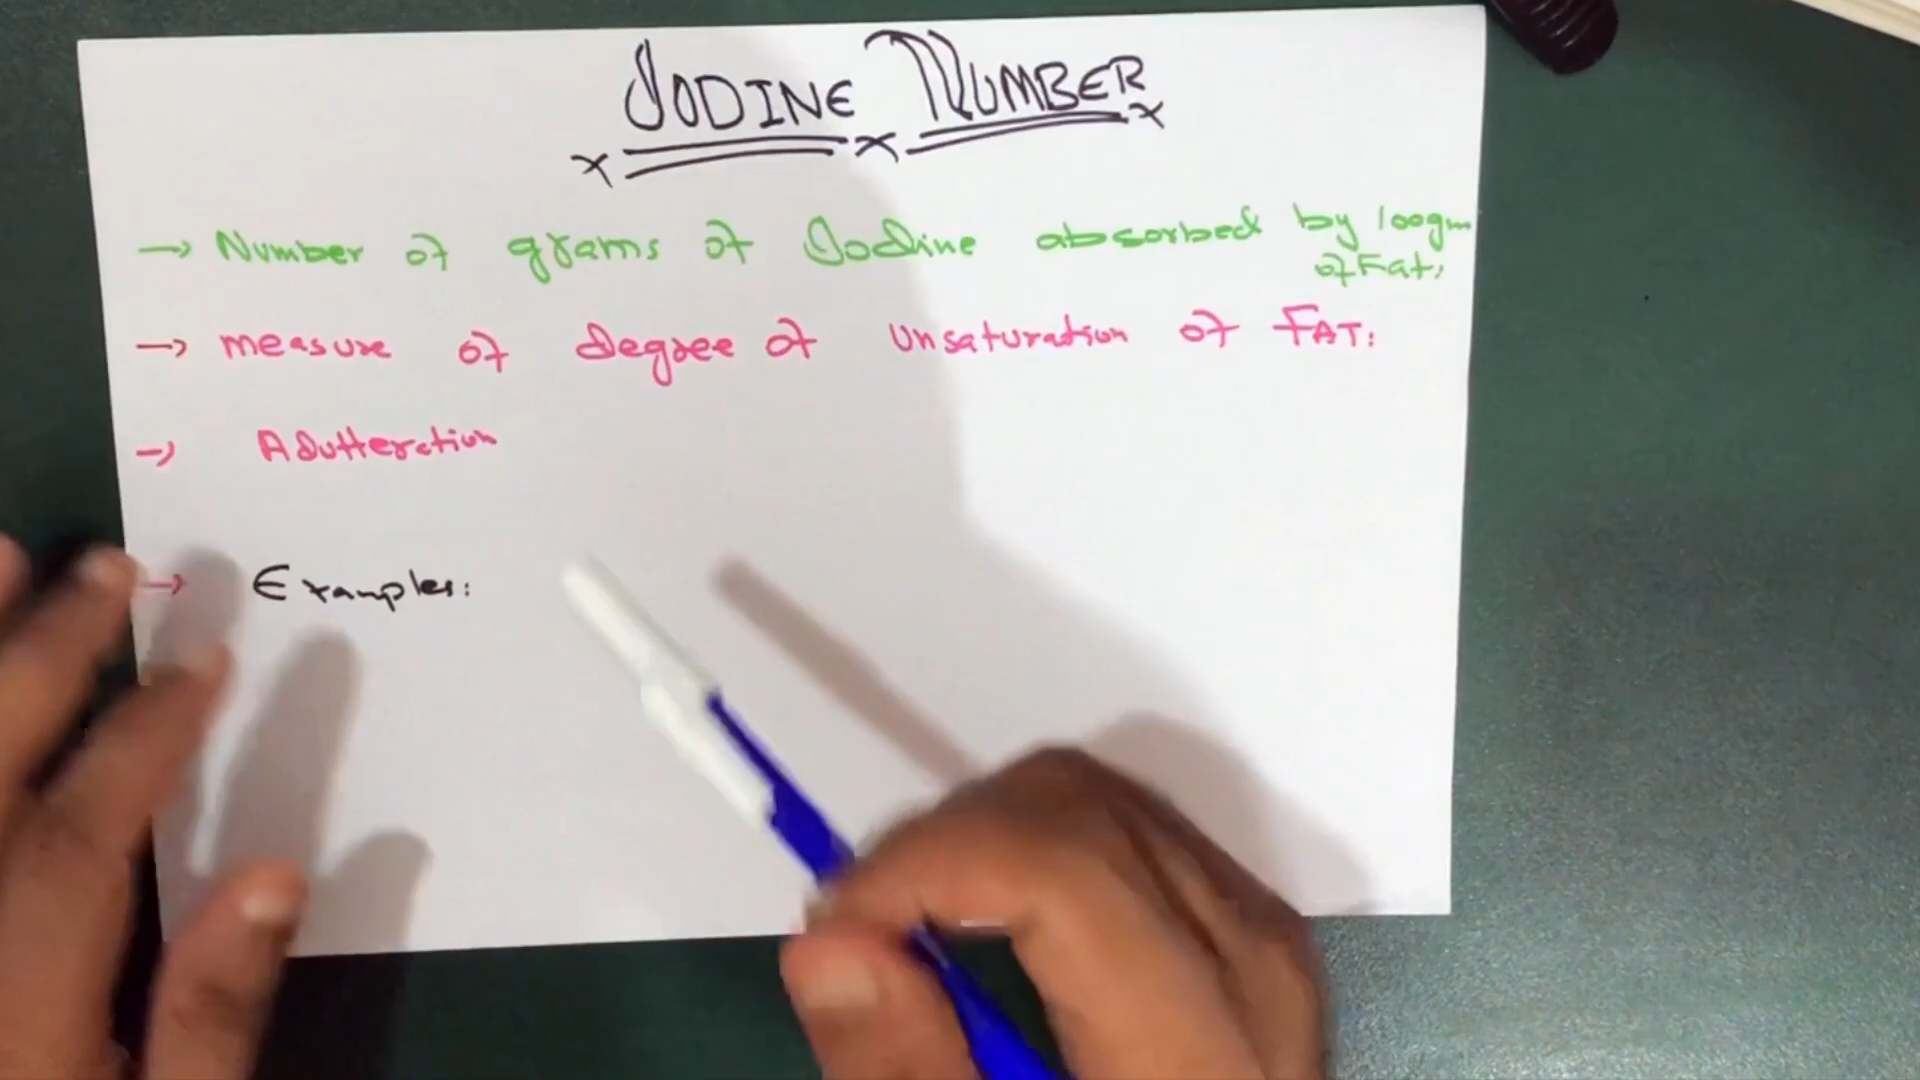 IODINE NUMBER
→ Number of grams of Iodine absorbed by 100gm
of Fat,
→ measure of degree of Unsaturation of FAT:
→ Adulteration
→ Examples: